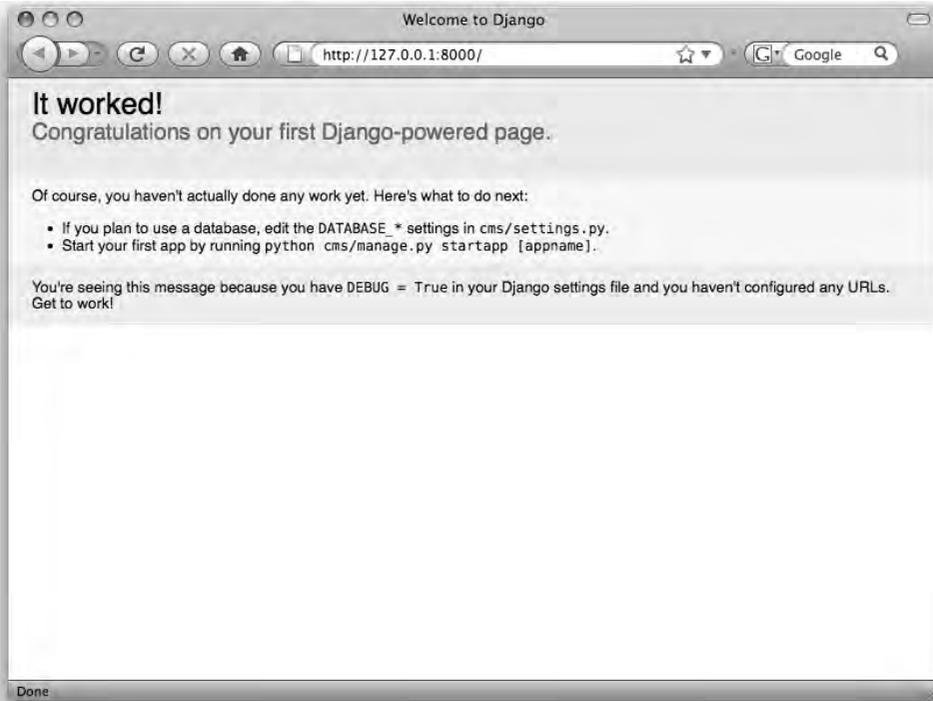 Welcome to Django
http://127.0.0.1:8000/
G
Google
It worked!
Congratulations on your first Django-powered page.
Of course, you haven't actually done any work yet. Here's what to do next:
• If you plan to use a database, edit the DATABASE_* settings in cms/settings.py.
• Start your first app by running python cms/manage.py startapp [appname].
You're seeing this message because you have DEBUG = True in your Django settings file and you haven't configured any URLs.
Get to work!
Done